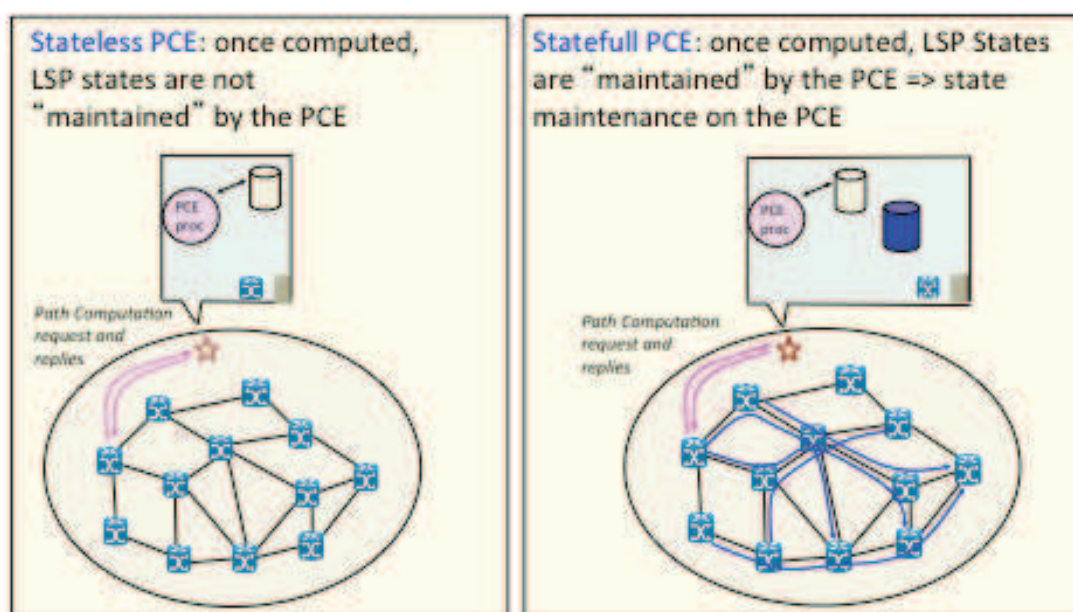 Stateless PCE: once computed,
LSP states are not
“maintained” by the PCE
PCE
proc
Path Computation
request and
replies
Statefull PCE: once computed, LSP States
are “maintained” by the PCE => state
maintenance on the PCE
PCE
proc
Path Computation
request and
replies